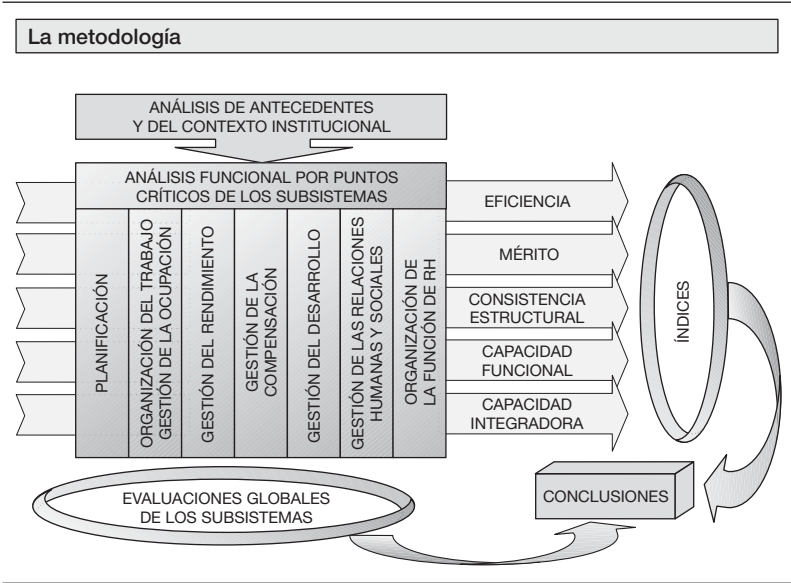 La metodología
ANÁLISIS DE ANTECEDENTES
Y DEL CONTEXTO INSTITUCIONAL
ANÁLISIS FUNCIONAL POR PUNTOS
CRÍTICOS DE LOS SUBSISTEMAS
PLANIFICACIÓN
ORGANIZACIÓN DEL TRABAJO
GESTIÓN DE LA OCUPACIÓN
GESTIÓN DEL RENDIMIENTO
GESTIÓN DE LA
COMPENSACIÓN
GESTIÓN DEL DESARROLLO
GESTIÓN DE LAS RELACIONES
HUMANAS Y SOCIALES
ORGANIZACIÓN DE
LA FUNCIÓN DE RH
EFICIENCIA
MÉRITO
CONSISTENCIA
ESTRUCTURAL
CAPACIDAD
FUNCIONAL
CAPACIDAD
INTEGRADORA
ÍNDICES
EVALUACIONES GLOBALES
DE LOS SUBSISTEMAS
CONCLUSIONES